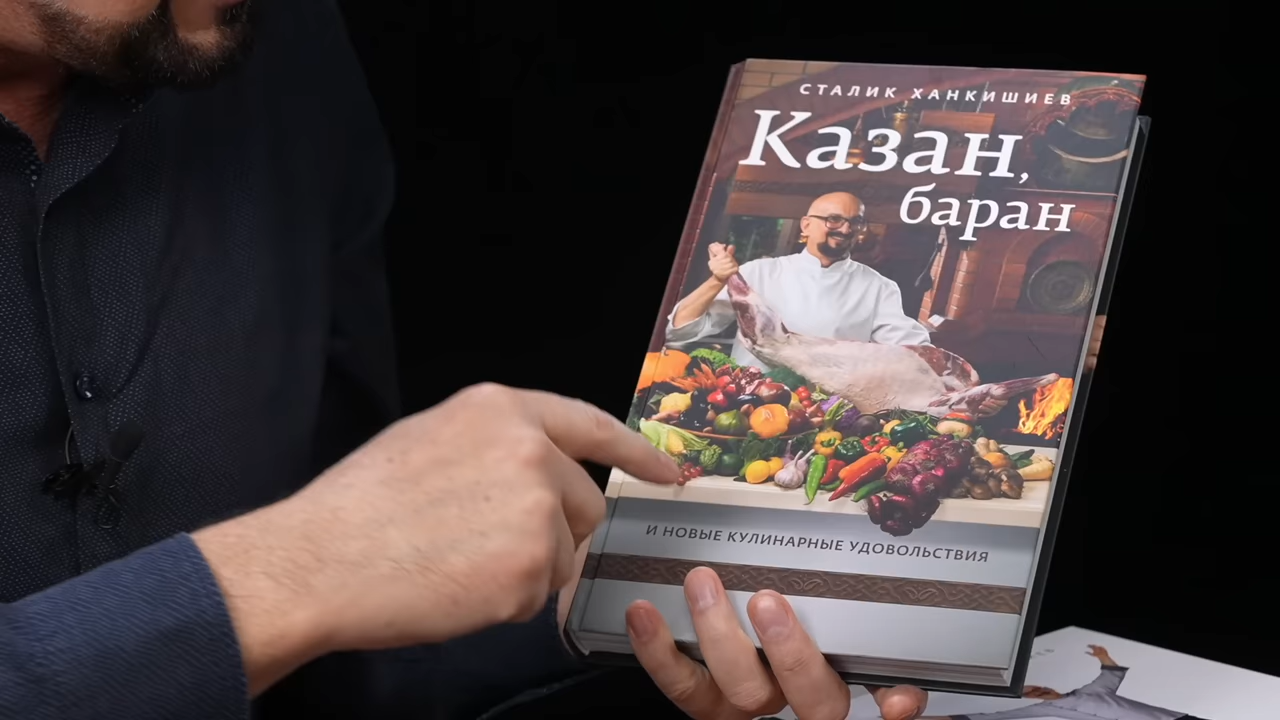 СТАЛИК ХАНКИШИЕВ
Казан,
баран
И НОВЫЕ КУЛИНАРНЫЕ УДОВОЛЬСТВИЯ